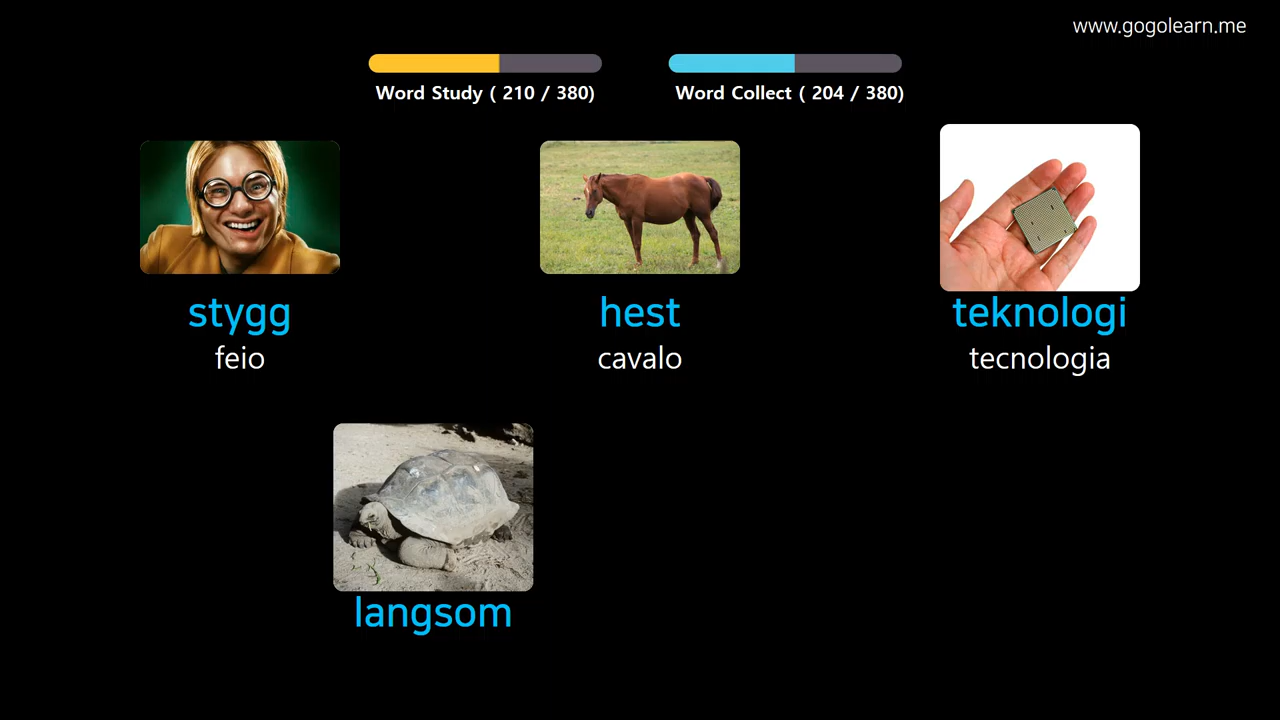 www.gogolearn.me
Word Study ( 210 / 380)
Word Collect ( 204 / 380)
stygg
feio
hest
cavalo
teknologi
tecnologia
langsom